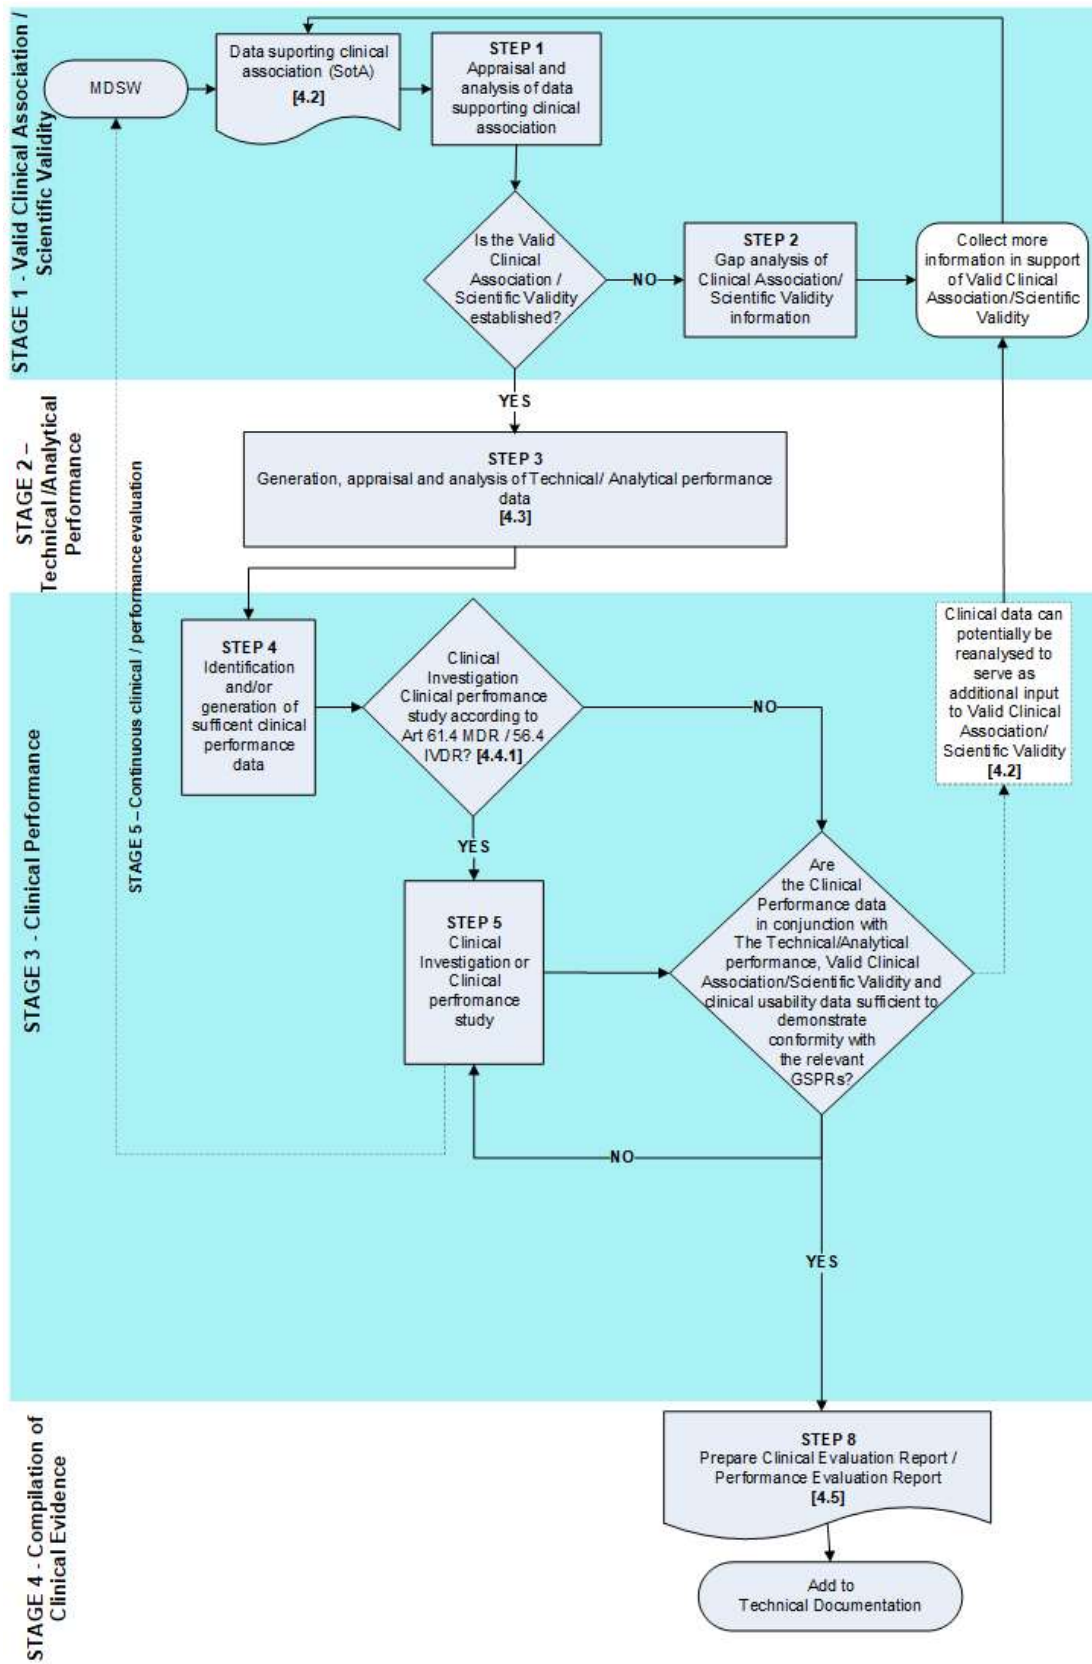 STAGE 1 - Valid Clinical Association /
Scientific Validity
MDSW
Data suporting clinical
association (SotA)
[4.2]
STEP 1
Appraisal and
analysis of data
supporting clinical
association
Is the Valid
Clinical
Association /
Scientific Validity
established?
NO
STEP 2
Gap analysis of
Clinical Association/
Scientific Validity
information
Collect more
information in support
of Valid Clinical
Association/Scientific
Validity
YES
STAGE 2 –
Technical /Analytical
Performance
STEP 3
Generation, appraisal and analysis of Technical/ Analytical performance
data
[4.3]
STAGE 5 – Continuous clinical / performance evaluation
STAGE 3 - Clinical Performance
STEP 4
Identification
and/or
generation of
sufficent clinical
performance
data
Clinical
Investigation
Clinical perfromance
study according to
Art 61.4 MDR / 56.4
IVDR? [4.4.1]
NO
Clinical data can
potentially be
reanalysed to
serve as
additional input
to Valid Clinical
Association/
Scientific Validity
[4.2]
YES
STEP 5
Clinical
Investigation or
Clinical
perfromance
study
Are
the Clinical
Performance data
in conjunction with
The Technical/Analytical
performance, Valid Clinical
Association/Scientific Validity and
clinical usability data sufficient to
demonstrate
conformity with
the relevant
GSPRs?
NO
YES
STAGE 4 - Compilation of
Clinical Evidence
STEP 8
Prepare Clinical Evaluation Report /
Performance Evaluation Report
[4.5]
Add to
Technical Documentation